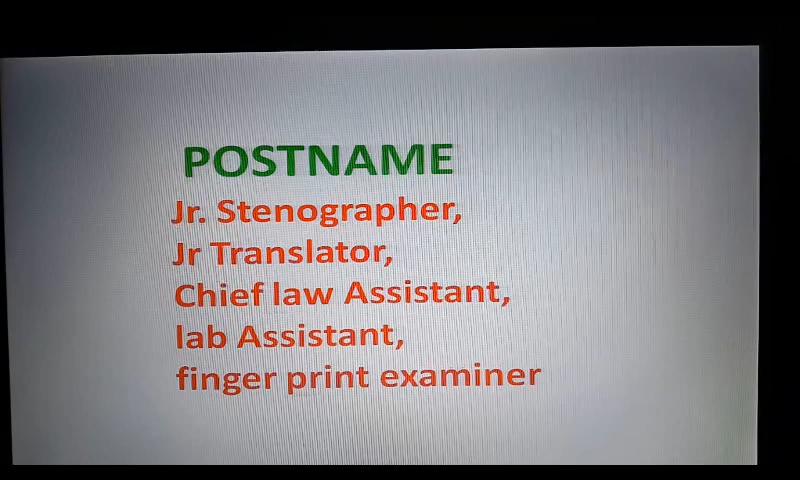 POSTNAME
Jr. Stenographer,
Jr Translator,
Chief law Assistant,
lab Assistant,
finger print examiner